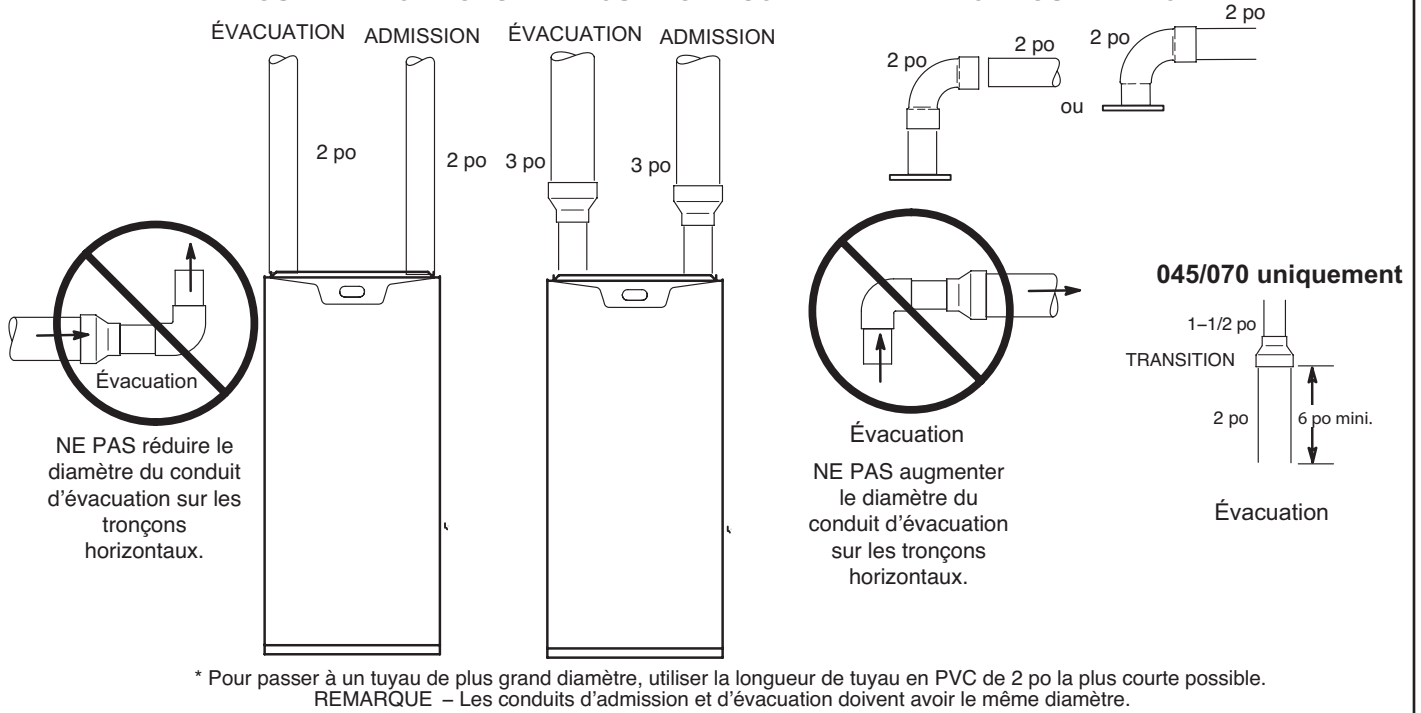 ÉVACUATION ADMISSION ÉVACUATION ADMISSION
2 po
2 po
3 po
3 po
2 po
2 po
ou
2 po
2 po
Évacuation
NE PAS réduire le
diamètre du conduit
d'évacuation sur les
tronçons
horizontaux.
Évacuation
NE PAS augmenter
le diamètre du
conduit d'évacuation
sur les tronçons
horizontaux.
045/070 uniquement
1–1/2 po
TRANSITION
2 po
6 po mini.
Évacuation
* Pour passer à un tuyau de plus grand diamètre, utiliser la longueur de tuyau en PVC de 2 po la plus courte possible.
REMARQUE – Les conduits d'admission et d'évacuation doivent avoir le même diamètre.